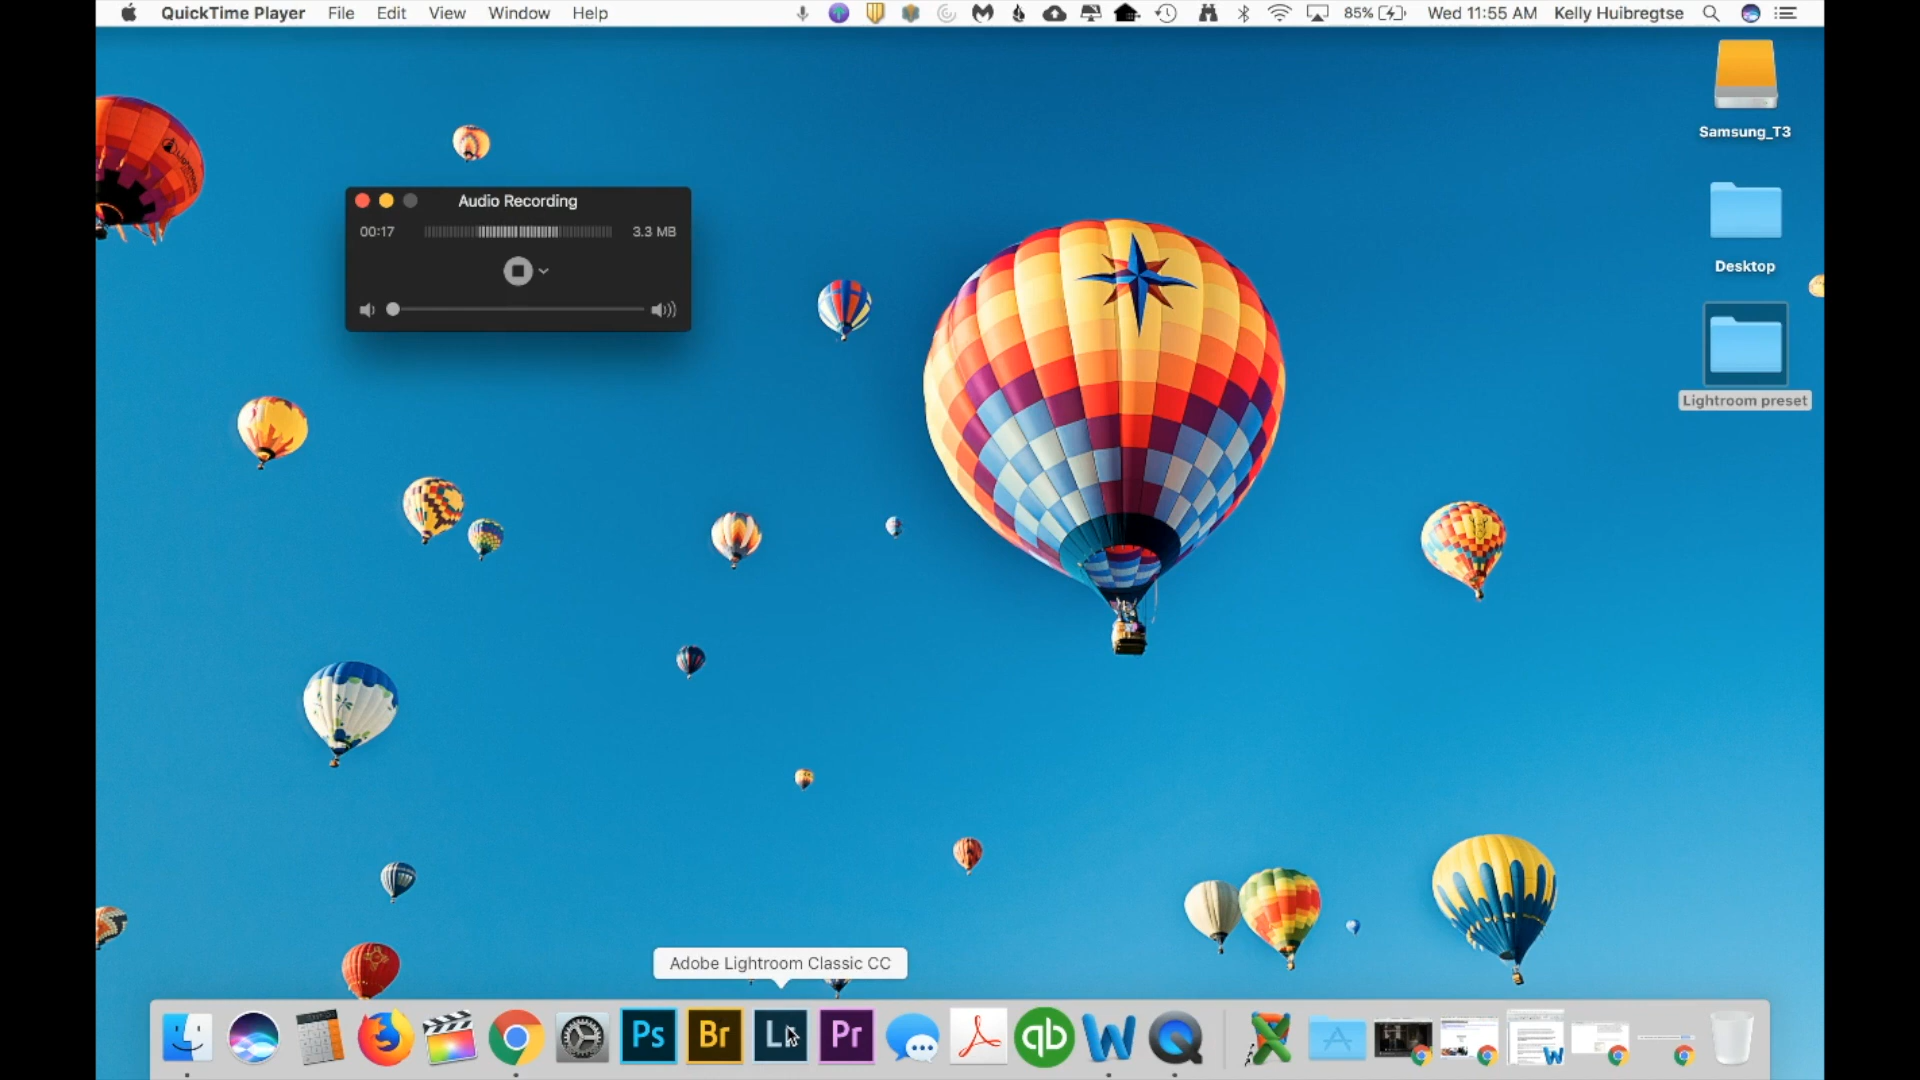 QuickTime Player File Edit View Window Help 85% Wed 11:55 AM Kelly Huibregtse
Samsung_T3
Audio Recording
00:17 3.3 MB
Desktop
Lightroom preset
Adobe Lightroom Classic CC
Ps Br Lr Pr qb W